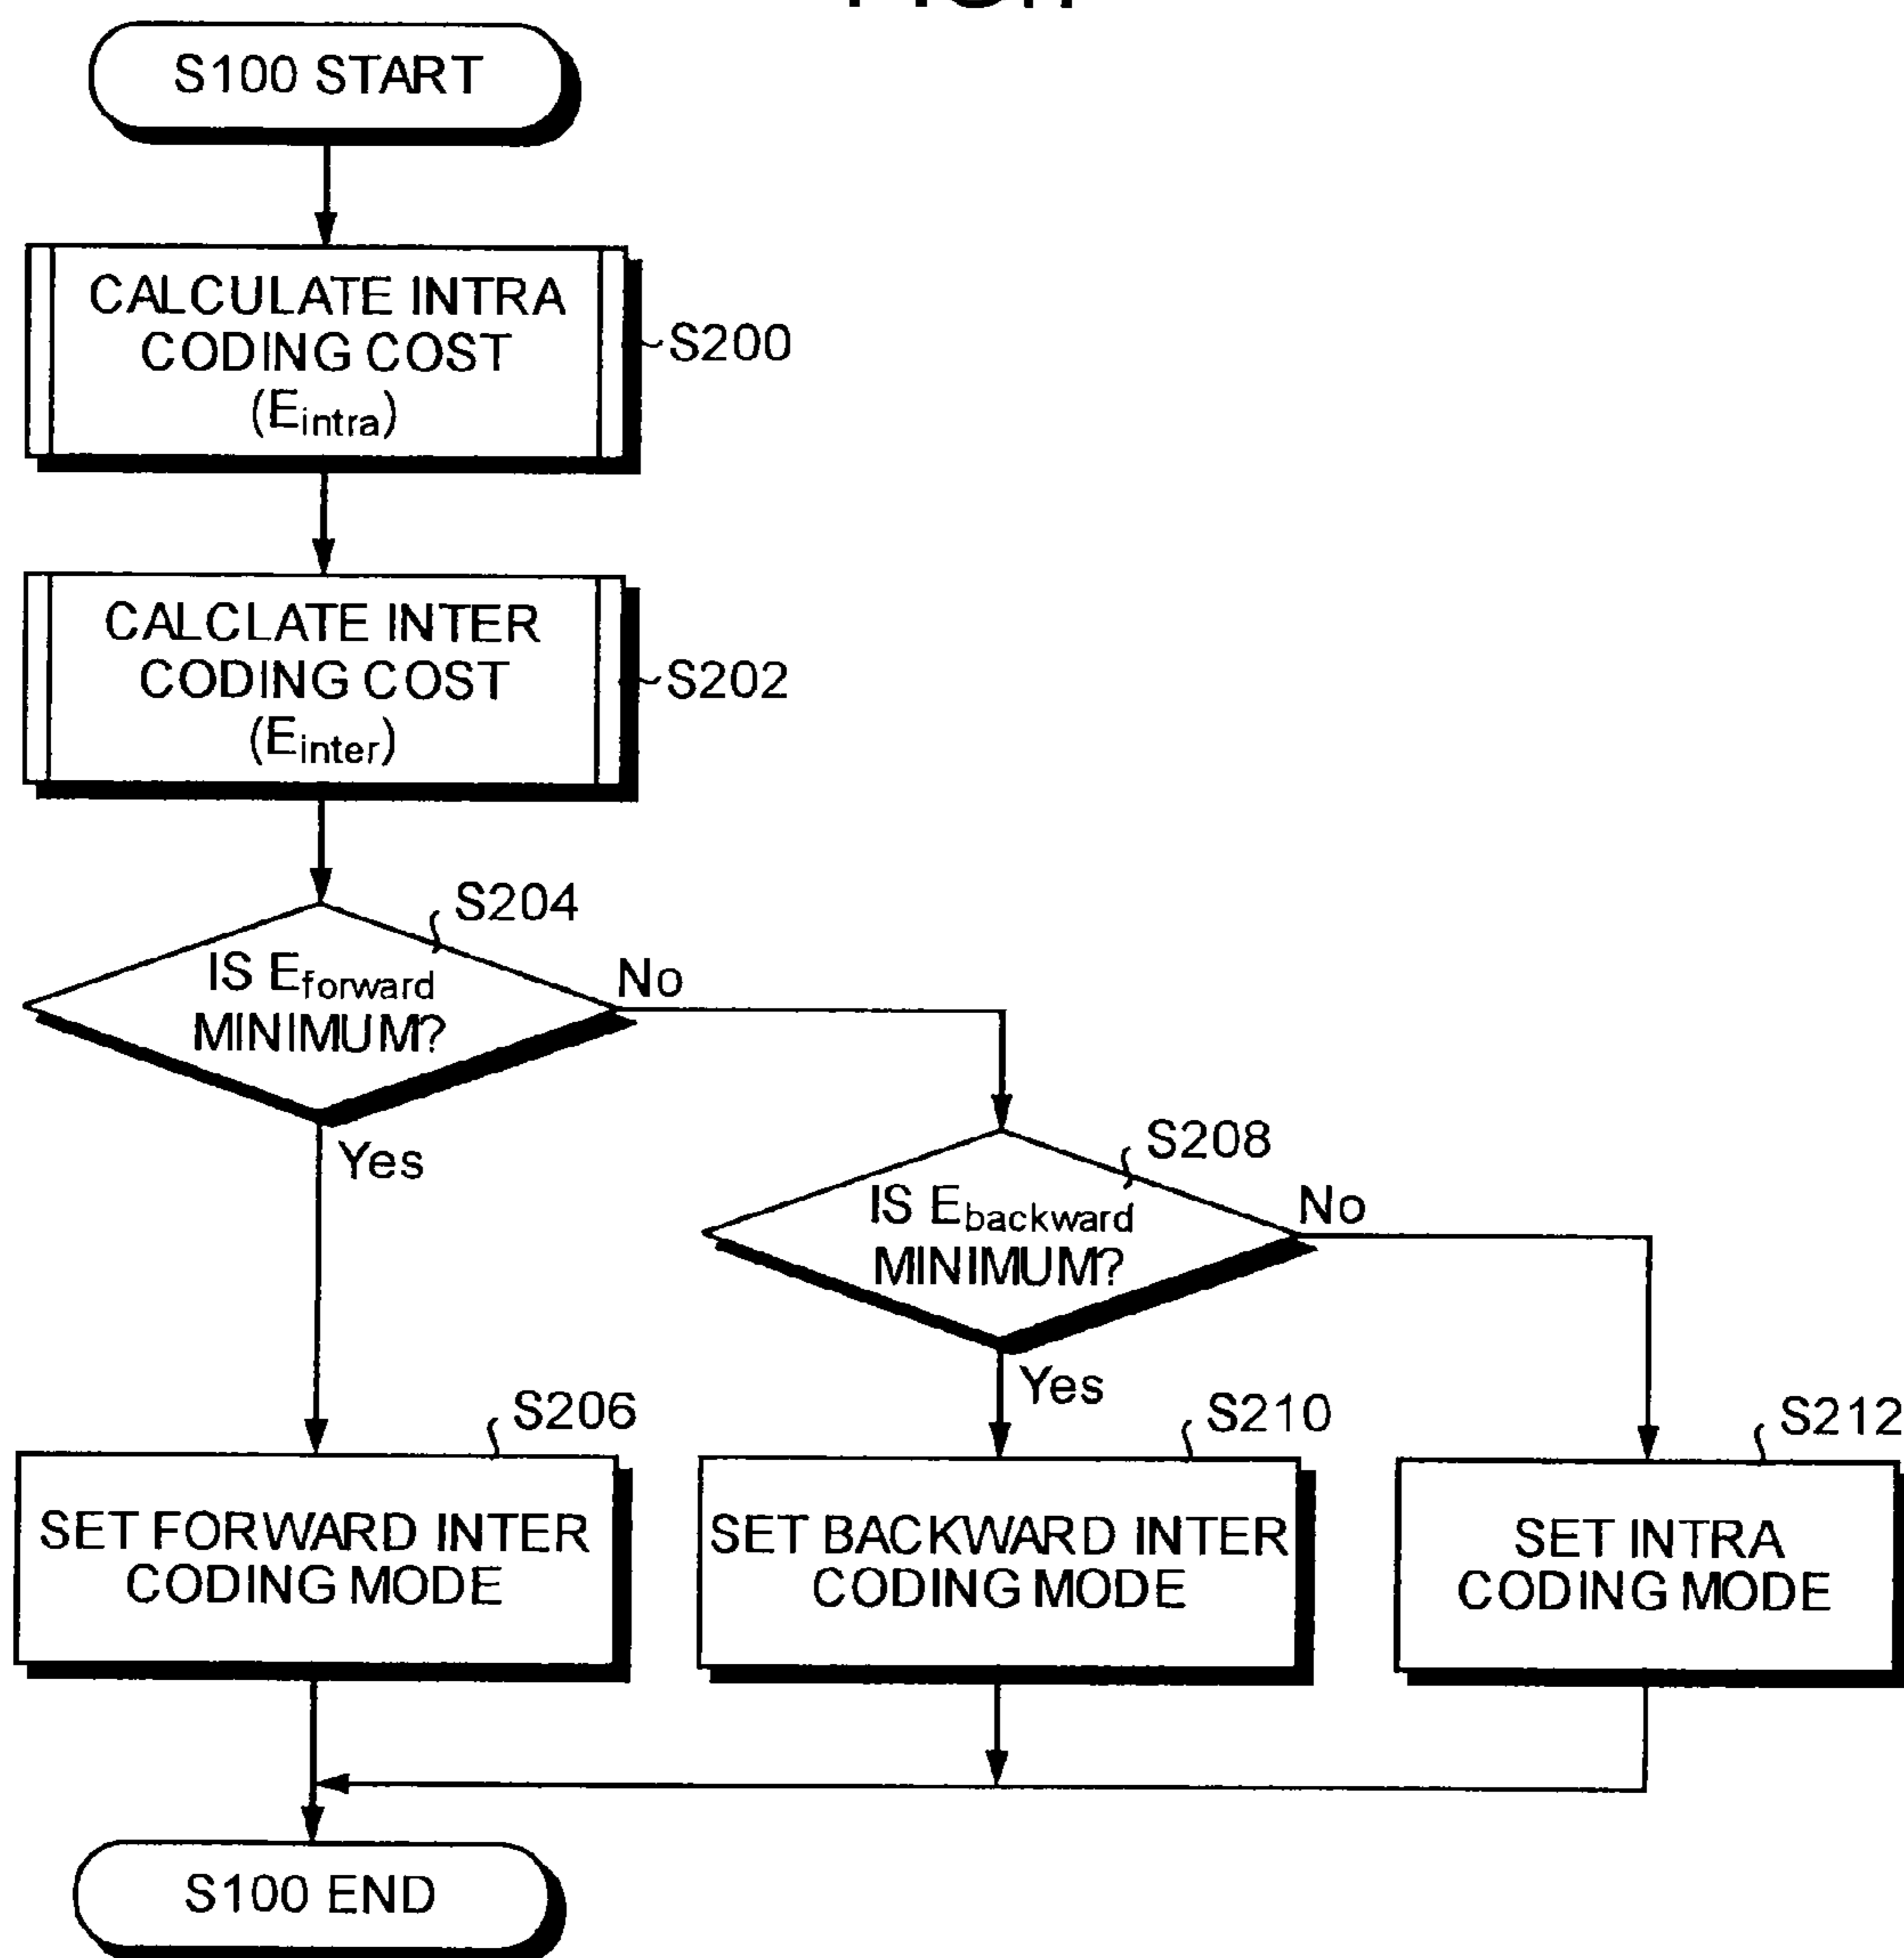 S100 START
CALCULATE INTRA
CODING COST
(Eintra)
S200
CALCLATE INTER
CODING COST
(Einter)
S202
S204
IS Eforward
MINIMUM?
No
Yes
S208
IS Ebackward
MINIMUM?
No
Yes
S206
SET FORWARD INTER
CODING MODE
S210
SET BACKWARD INTER
CODING MODE
S212
SET INTRA
CODING MODE
S100 END